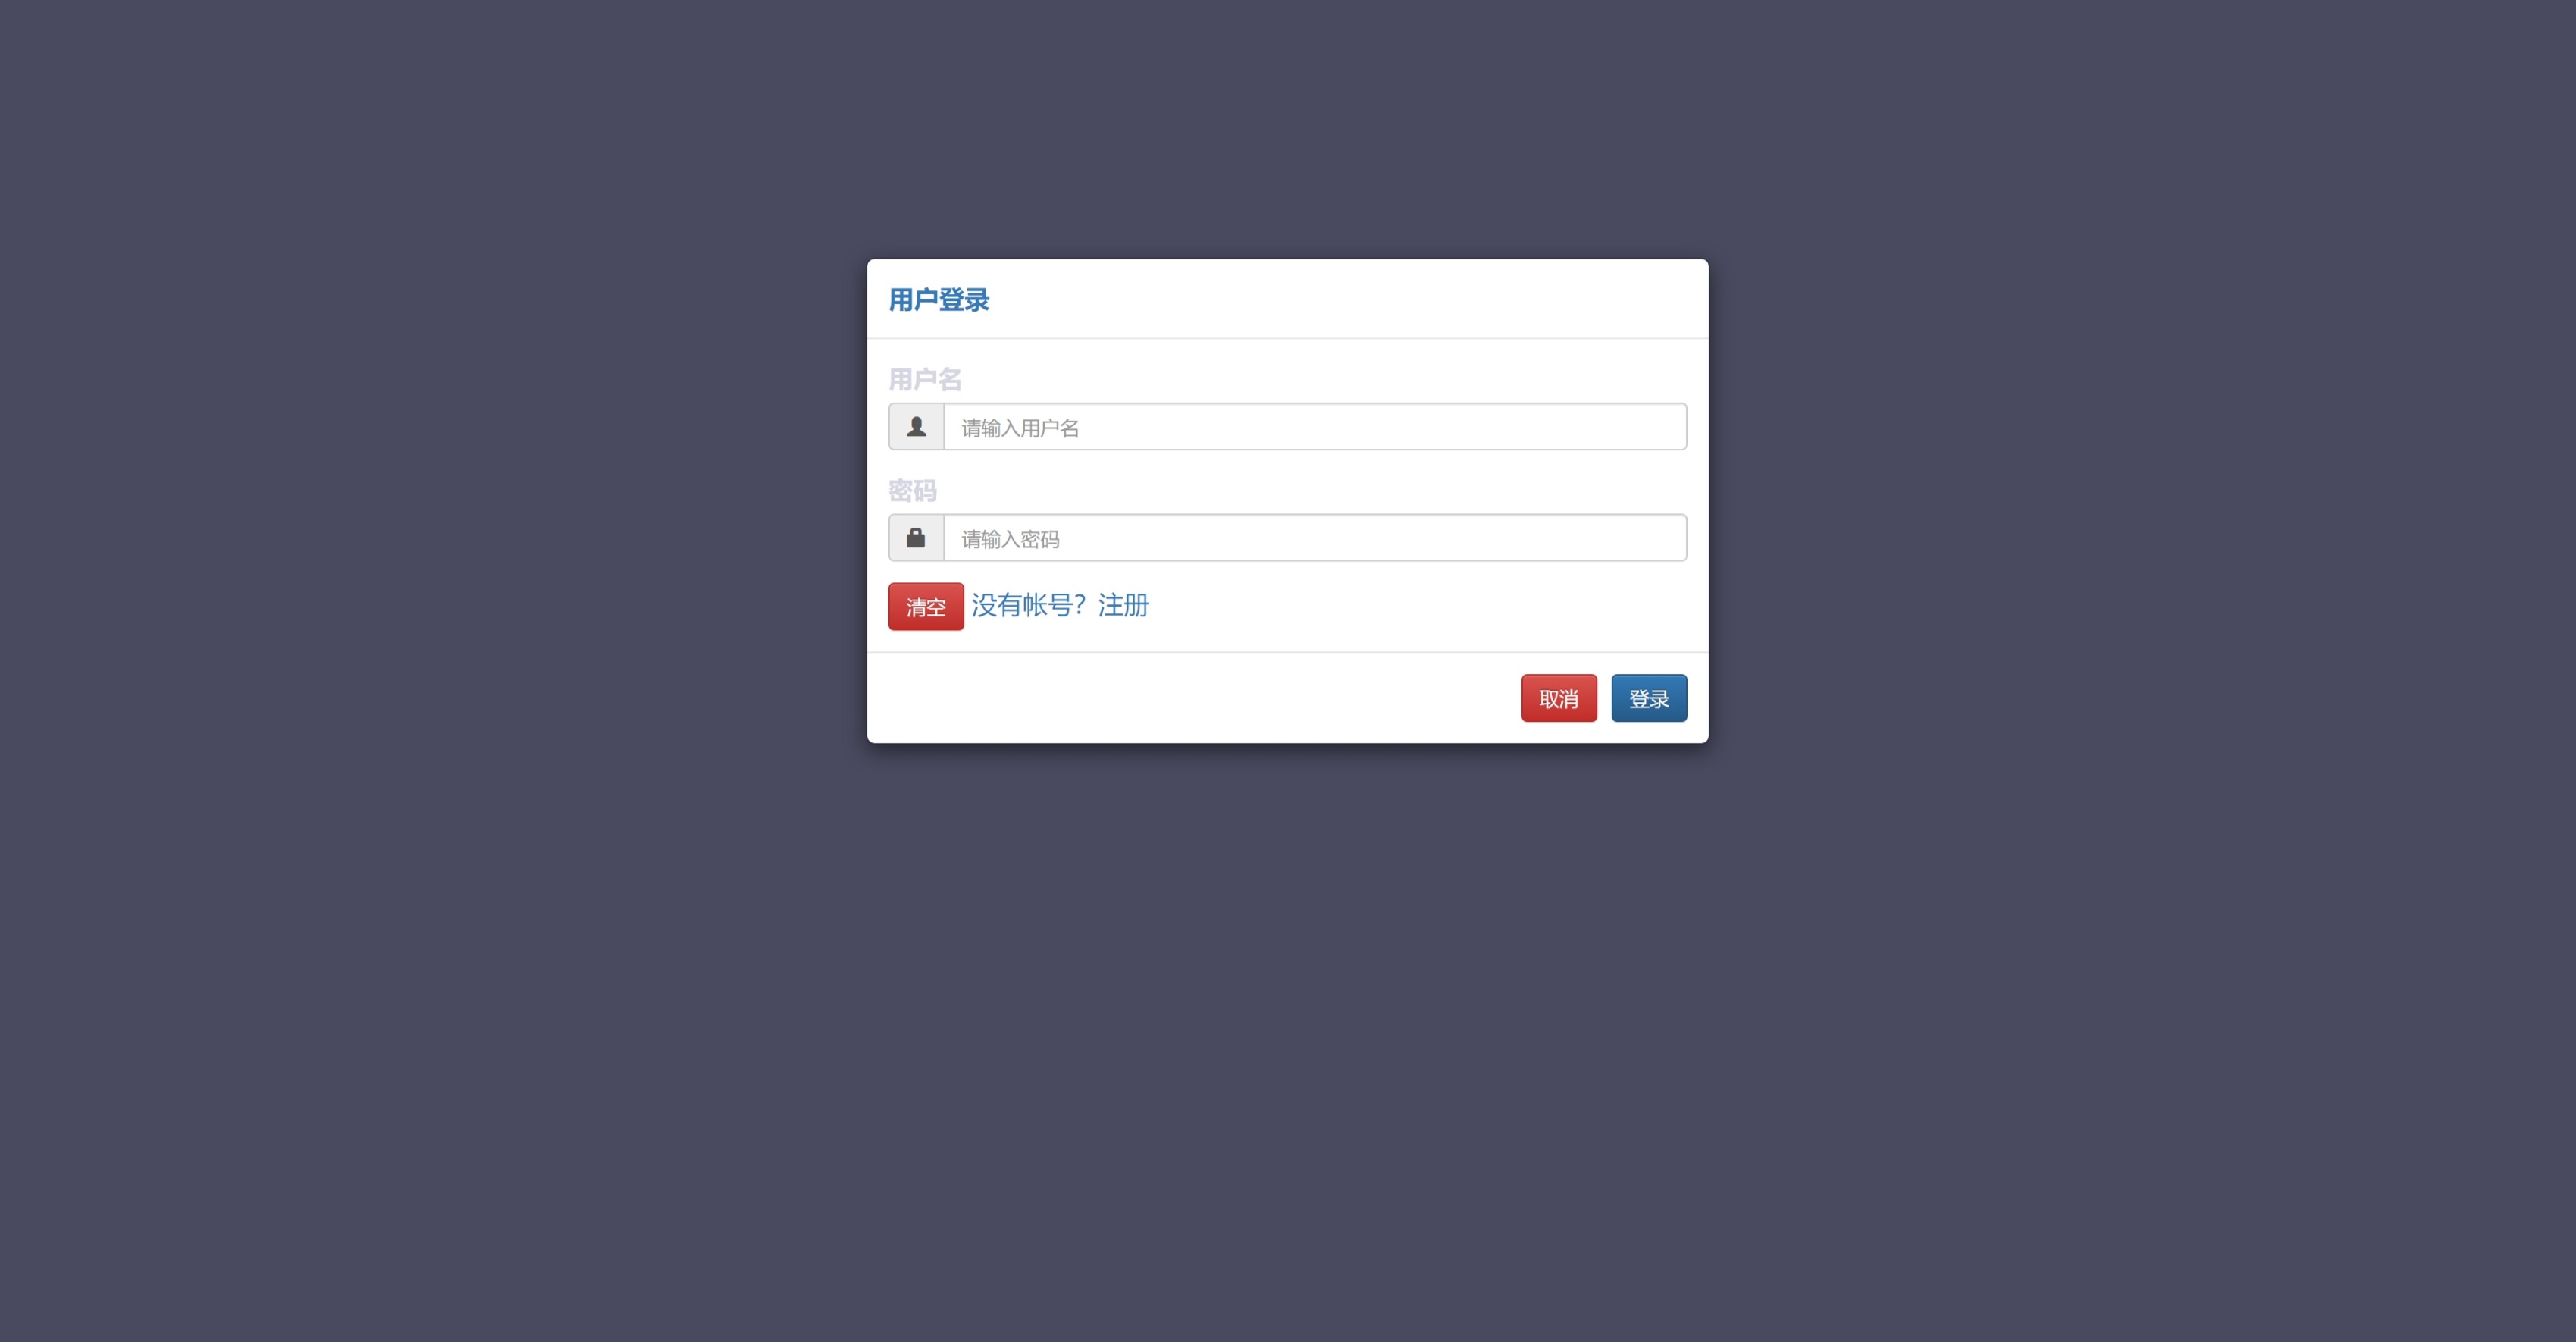 用户登录
用户名
请输入用户名
密码
请输入密码
清空 没有帐号？注册
取消 登录